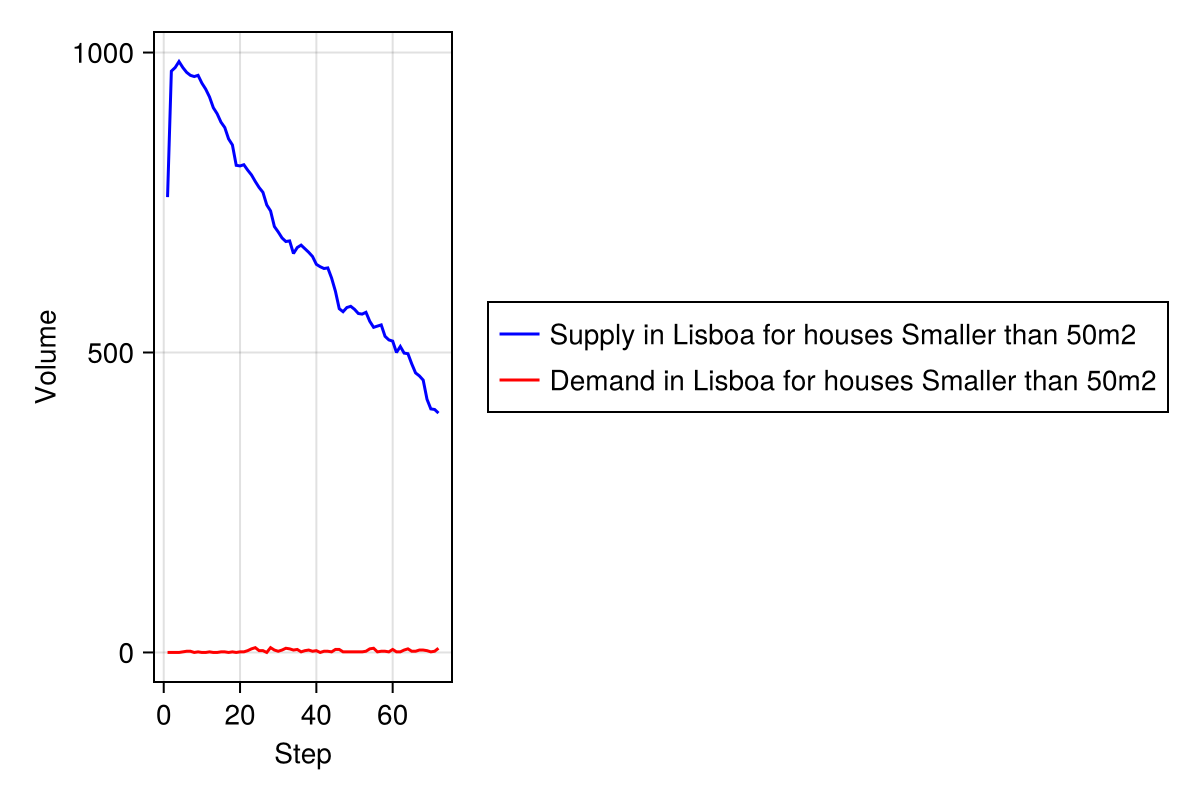 1000
500
0
Volume
0 20 40 60
Step
Supply in Lisboa for houses Smaller than 50m2
Demand in Lisboa for houses Smaller than 50m2